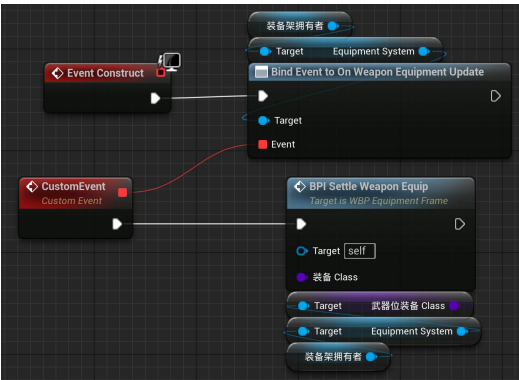 装备架拥有者
Target Equipment System
Event Construct
Bind Event to On Weapon Equipment Update
Target
Event
CustomEvent
Custom Event
BPI Settle Weapon Equip
Target is WBP Equipment Frame
Target self
装备 Class
Target 武器位装备 Class
Target Equipment System
装备架拥有者